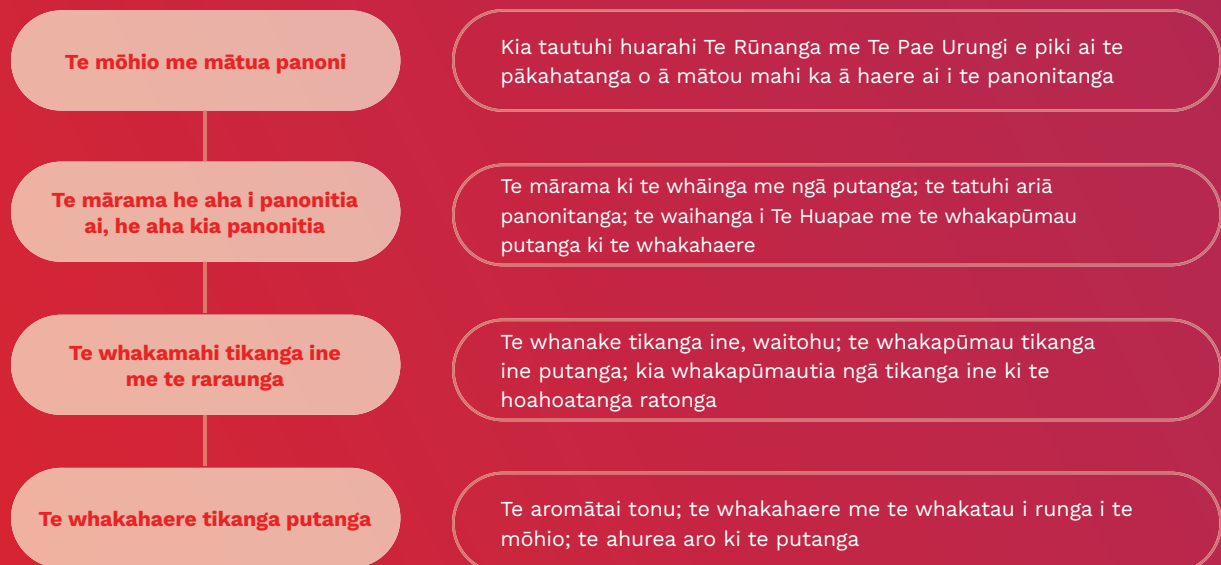 Te mōhio me mātua panoni
Kia tautuhi huarahi Te Rūnanga me Te Pae Urungi e piki ai te
pākahatanga o ā mātou mahi ka ā haere ai i te panonitanga
Te mārama he aha i panonitia
ai, he aha kia panonitia
Te mārama ki te whāinga me ngā putanga; te tatuhi ariā
panonitanga; te waihanga i Te Huapae me te whakapūmau
putanga ki te whakahaere
Te whakamahi tikanga ine
me te raraunga
Te whanake tikanga ine, waitohu; te whakapūmau tikanga
ine putanga; kia whakapūmautia ngā tikanga ine ki te
hoahoatanga ratonga
Te whakahaere tikanga putanga
Te aromātai tonu; te whakahaere me te whakatau i runga i te
mōhio; te ahurea aro ki te putanga